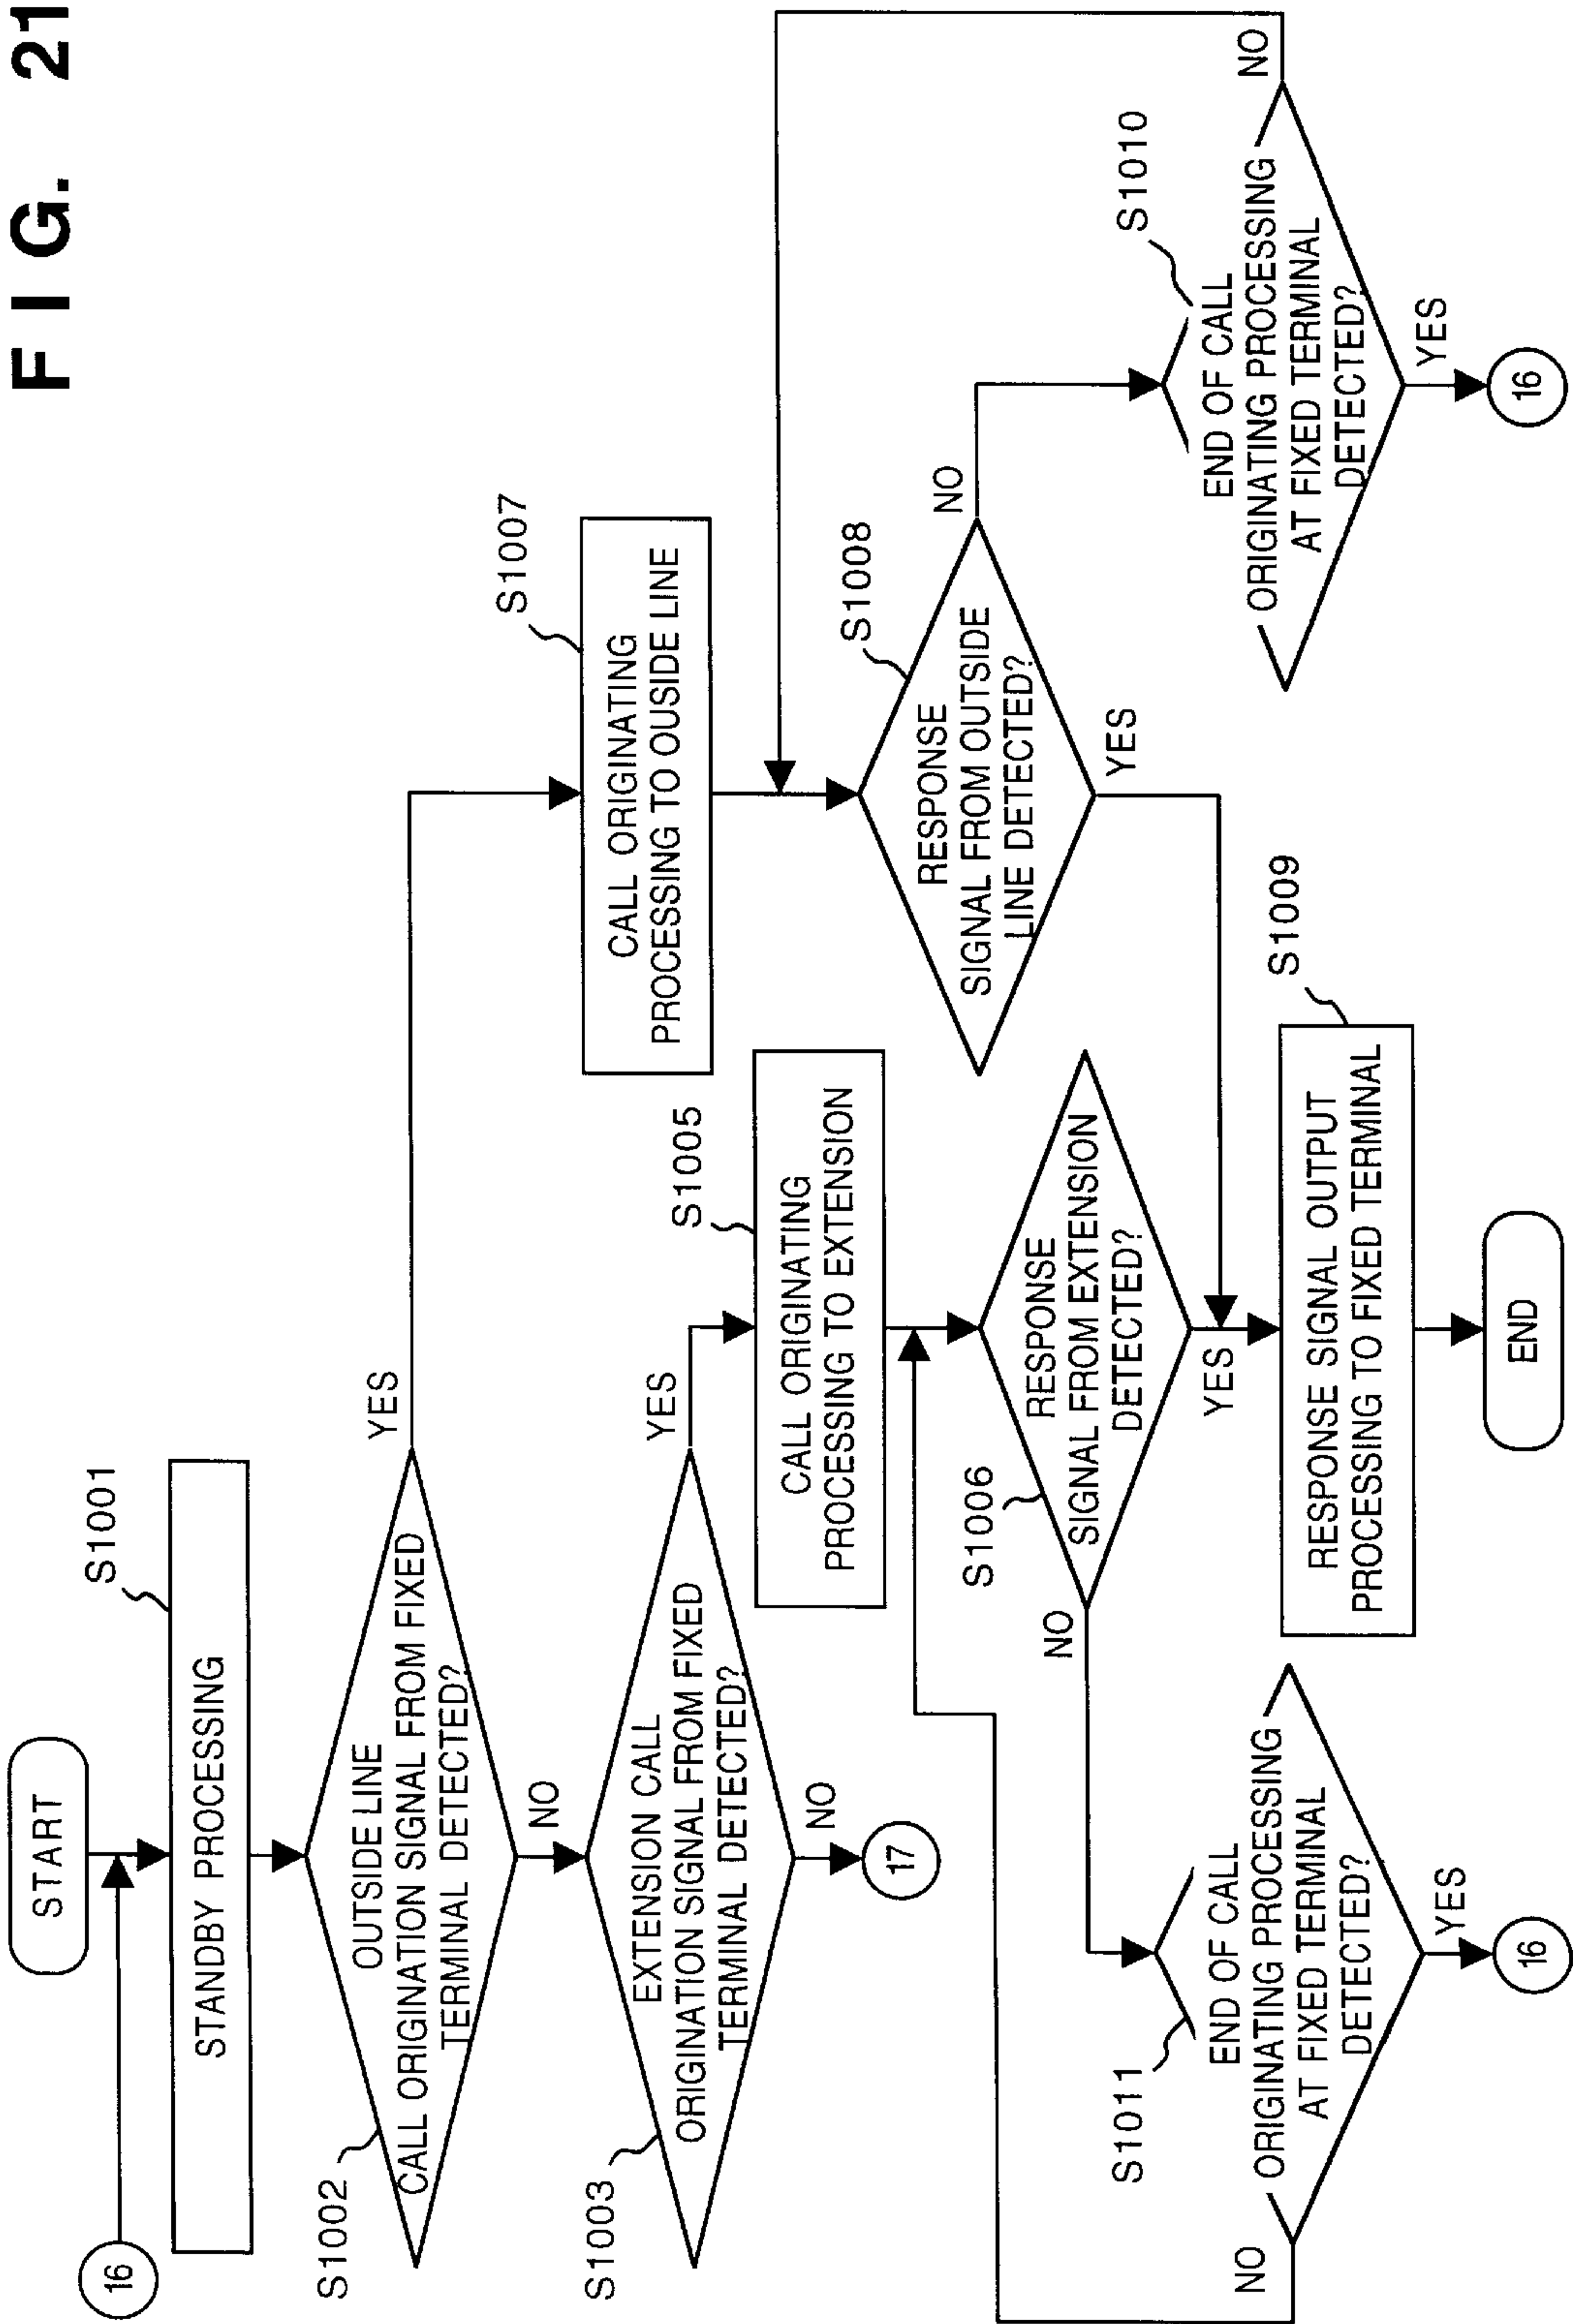 FIG. 21
START
16
S1001
STANDBY PROCESSING
S1002
OUTSIDE LINE
CALL ORIGINATION SIGNAL FROM FIXED
TERMINAL DETECTED?
YES
NO
S1003
EXTENSION CALL
ORIGINATION SIGNAL FROM FIXED
TERMINAL DETECTED?
YES
NO
17
S1007
CALL ORIGINATING
PROCESSING TO OUSIDE LINE
S1005
CALL ORIGINATING
PROCESSING TO EXTENSION
S1008
RESPONSE
SIGNAL FROM OUTSIDE
LINE DETECTED?
NO
YES
S1006
RESPONSE
SIGNAL FROM EXTENSION
DETECTED?
NO
YES
S1010
END OF CALL
ORIGINATING PROCESSING
AT FIXED TERMINAL
DETECTED?
NO
YES
16
S1011
END OF CALL
ORIGINATING PROCESSING
AT FIXED TERMINAL
DETECTED?
NO
YES
16
S1009
RESPONSE SIGNAL OUTPUT
PROCESSING TO FIXED TERMINAL
END